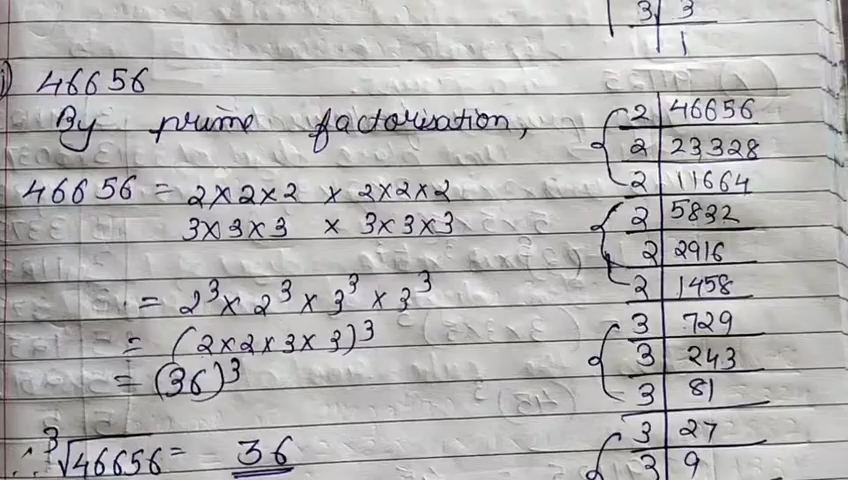 3 3
1
i) 46656
By prime factorisation,
46656 = 2×2×2 × 2×2×2
3×3×3 × 3×3×3
= 2³ × 2³ × 3³ × 3³
= (2×2×3×3)³
= (36)³
∴ ³√46656 = 36
2 46656
2 23328
2 11664
2 5832
2 2916
2 1458
3 729
3 243
3 81
3 27
3 9